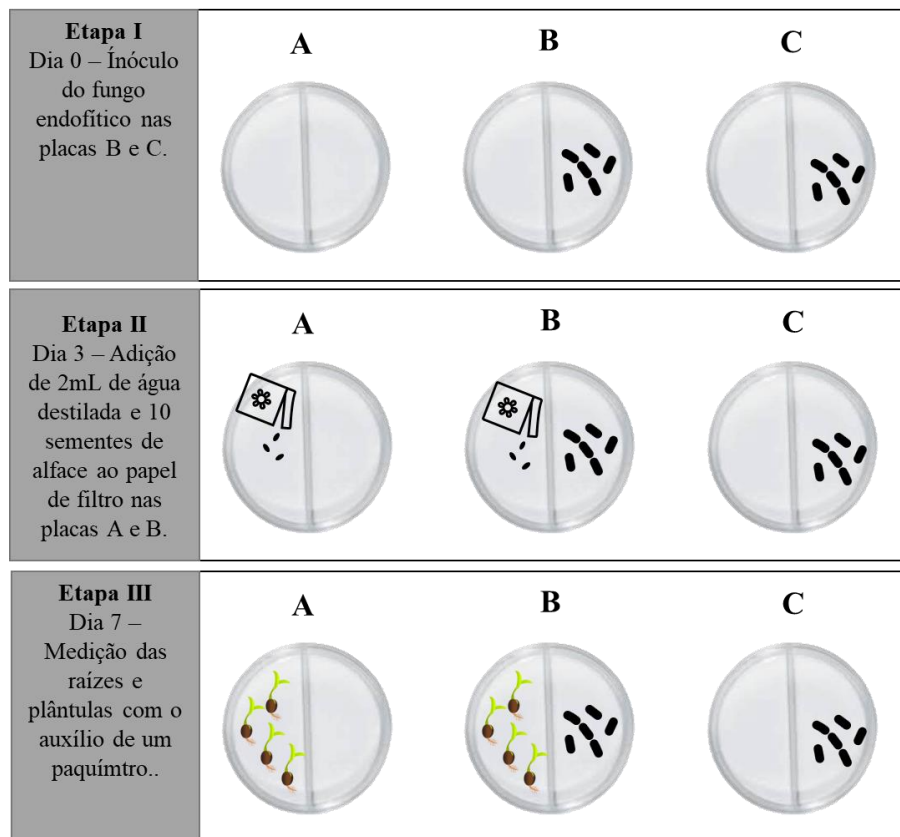 Etapa I
Dia 0 – Ínóculo
do fungo
endofítico nas
placas B e C.
A
B
C
Etapa II
Dia 3 – Adição
de 2mL de água
destilada e 10
sementes de
alface ao papel
de filtro nas
placas A e B.
A
B
C
Etapa III
Dia 7 –
Medição das
raízes e
plântulas com o
auxílio de um
paquímtro..
A
B
C